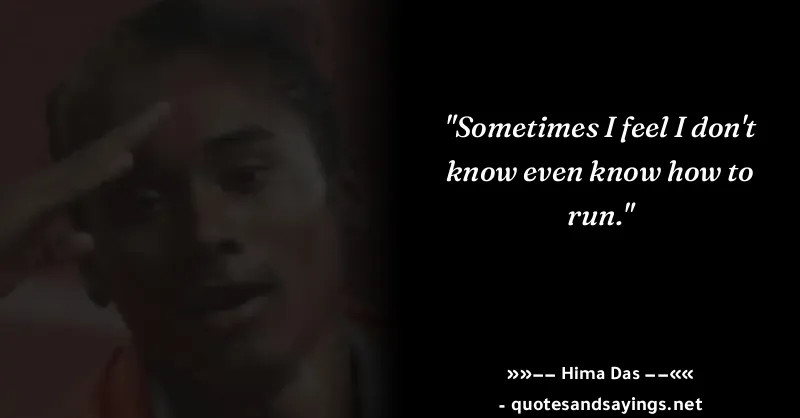 "Sometimes I feel I don't
know even know how to
run."
»»−− Hima Das −−««
- quotesandsayings.net